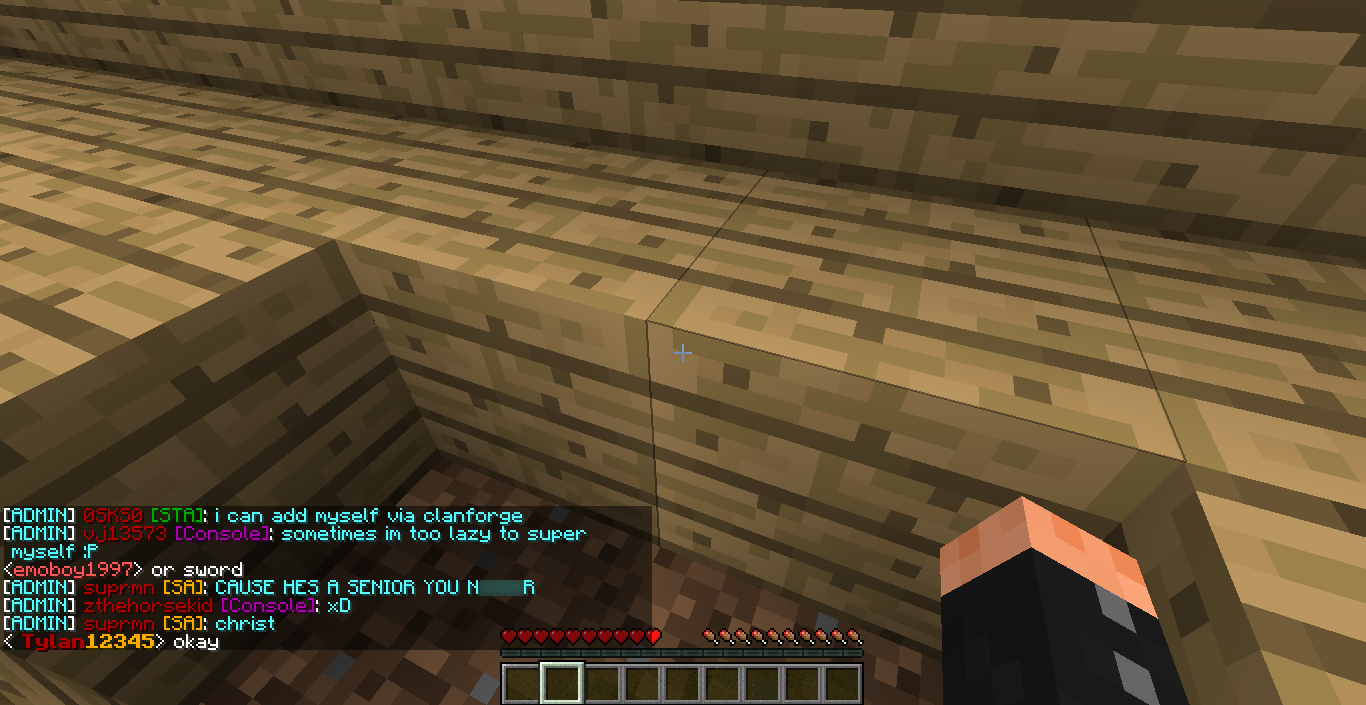 [ADMIN] 0SK50 [STA]: i can add myself via clanforge
[ADMIN] vj13573 [Console]: sometimes im too lazy to super
myself :P
<emoboy1997> or sword
[ADMIN] suprmn [SA]: CAUSE HES A SENIOR YOU N R
[ADMIN] zthehorsekid [Console]: xD
[ADMIN] suprmn [SA]: christ
< Tylan12345> okay